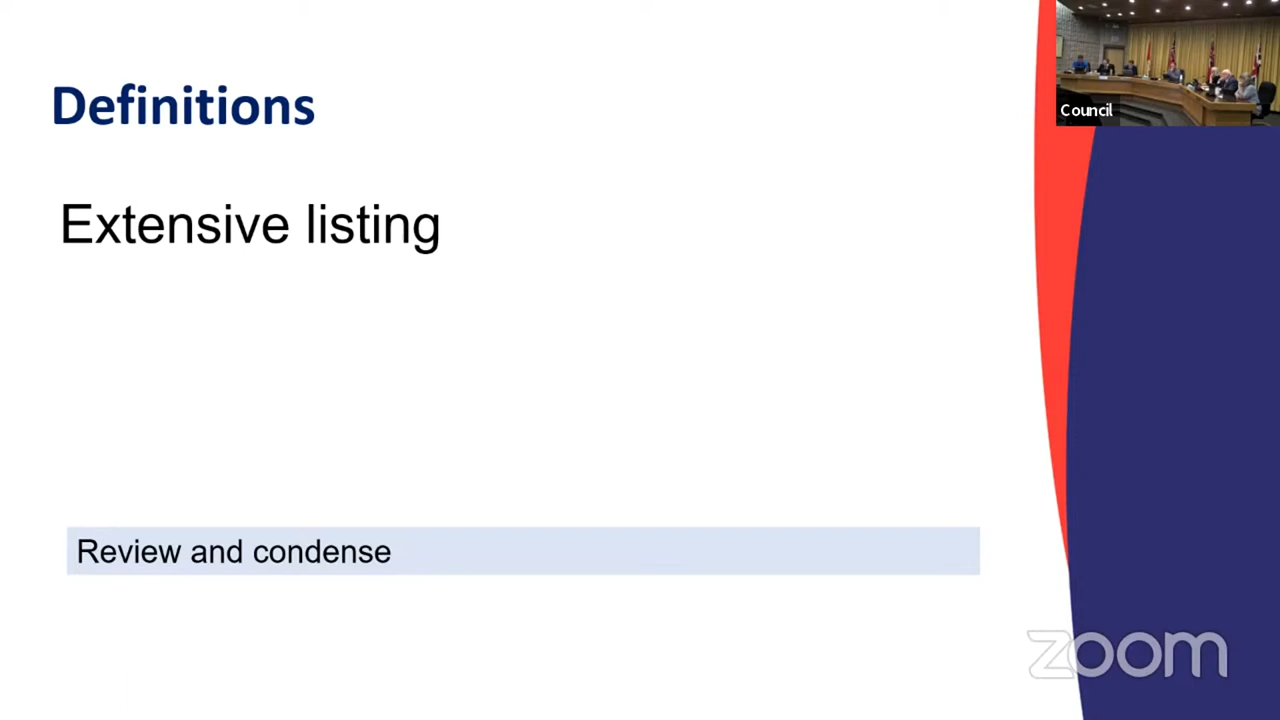 Definitions
Council
Extensive listing
Review and condense
zoom